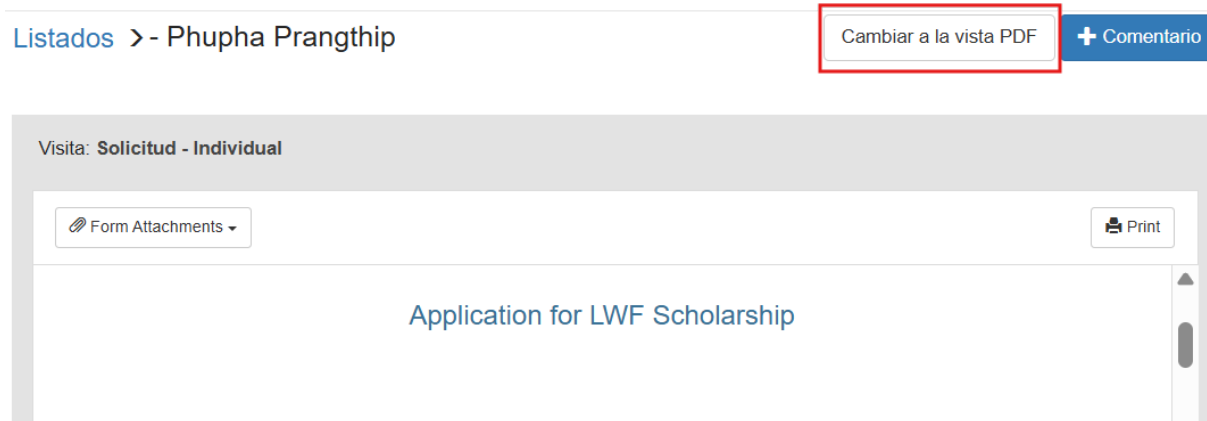 Listados > - Phupha Prangthip
Cambiar a la vista PDF
+ Comentario
Visita: Solicitud - Individual
Form Attachments
Print
Application for LWF Scholarship